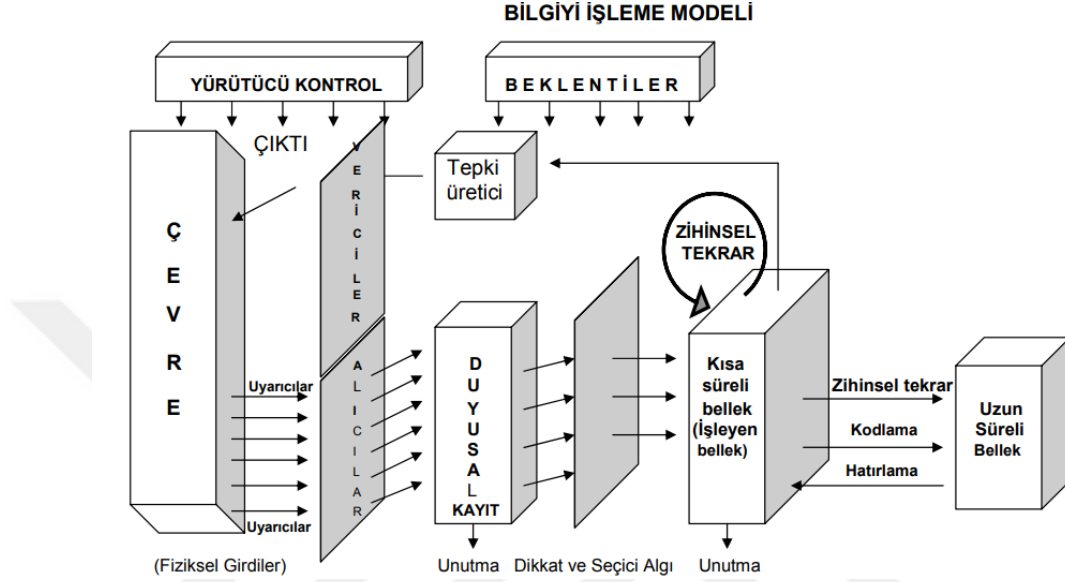 BİLGİYİ İŞLEME MODELİ
YÜRÜTÜCÜ KONTROL
B E K L E N T İ L E R
ÇIKTI
VERİCİLER
Tepki
üretici
ÇEVRE
ZİHİNSEL
TEKRAR
Uyarıcılar
ALICILAR
DUYUSAL
KAYIT
Kısa
süreli
bellek
(İşleyen
bellek)
Zihinsel tekrar
Kodlama
Hatırlama
Uzun
Süreli
Bellek
Uyarıcılar
(Fiziksel Girdiler)
Unutma
Dikkat ve Seçici Algı
Unutma